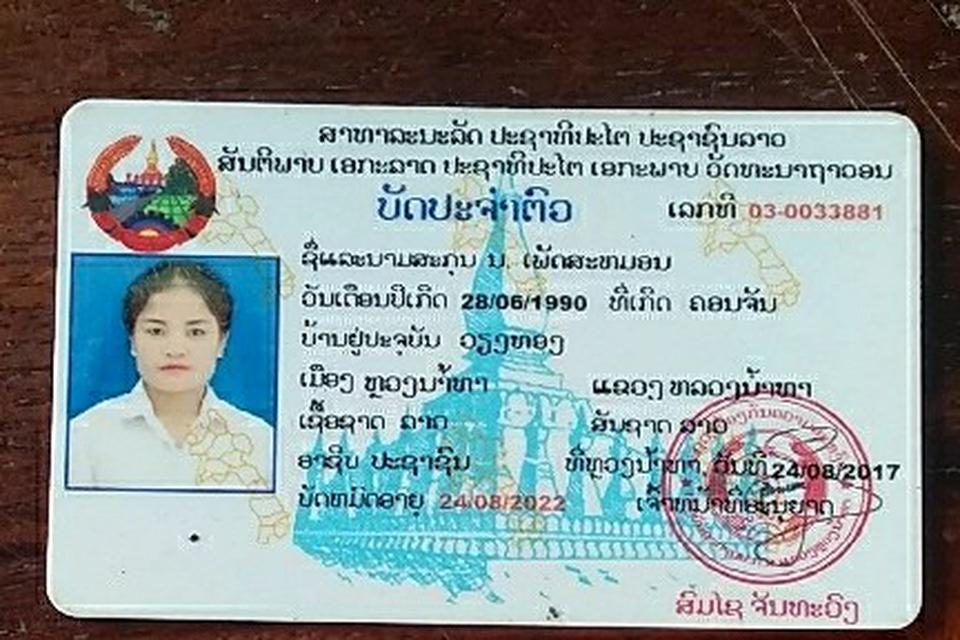 ສາທາລະນະລັດ ປະຊາທິປະໄຕ ປະຊາຊົນລາວ
ສັນຕິພາບ ເອກະລາດ ປະຊາທິປະໄຕ ເອກະພາບ ວັດທະນາຖາວອນ
ບັດປະຈຳຕົວ ເລກທີ 03-0033881
ຊື່ແລະນາມສະກຸນ ນ. ເພັດສະໝອນ
ວັນເດືອນປີເກີດ 28/06/1990 ທີ່ເກີດ ຄອນຈັນ
ບ້ານຢູ່ປະຈຸບັນ ວຽງທອງ
ເມືອງ ຫຼວງນ້ຳທາ ແຂວງ ຫລວງນ້ຳທາ
ເຊື້ອຊາດ ລາວ ສັນຊາດ ລາວ
ອາຊີບ ປະຊາຊົນ ທີ່ຫຼວງນ້ຳທາ, ວັນທີ 24/08/2017
ບັດຫມົດອາຍຸ 24/08/2022 ເຈົ້າໜ້າທີ່ອະນຸຍາດ
ສົມໄຊ ຈັນທະວົງ